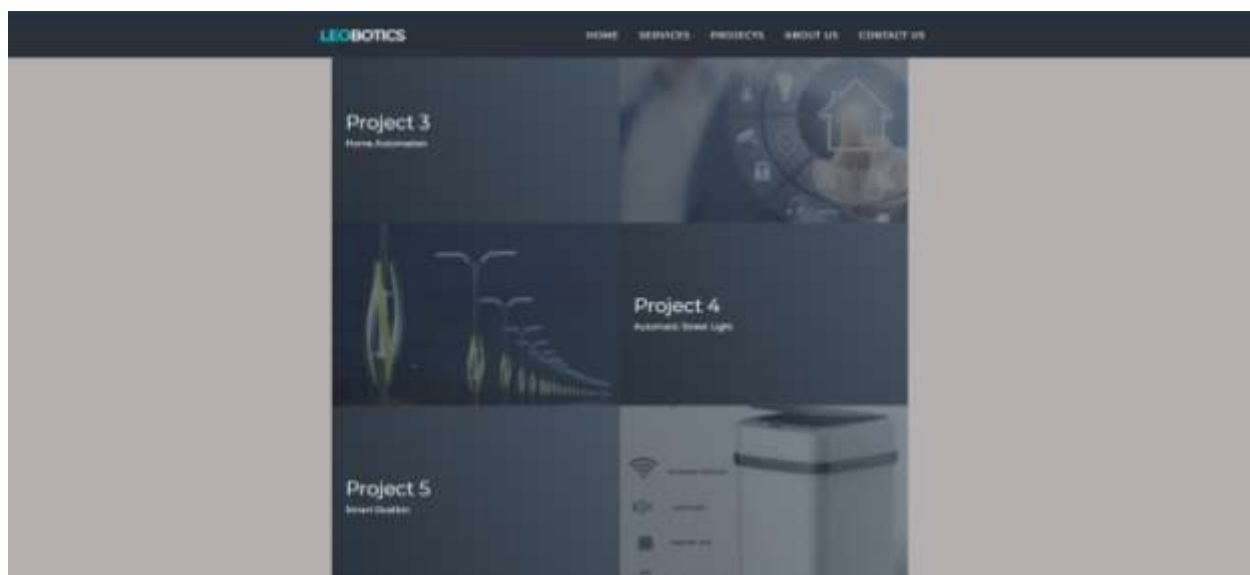 LEOBOTICS
HOME SERVICES PROJECTS ABOUT US CONTACT US
Project 3
Home Automation
Project 4
Automatic Street Light
Project 5
Smart Dustbin